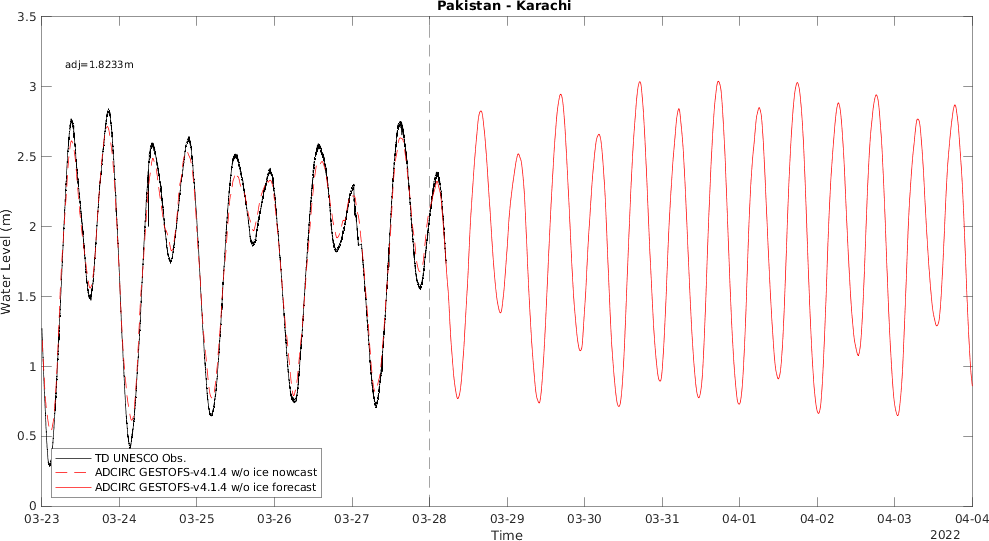 Pakistan - Karachi
3.5
adj=1.8233m
3
2.5
2
1.5
1
0.5
0
Water Level (m)
TD UNESCO Obs.
ADCIRC GESTOFS-v4.1.4 w/o ice nowcast
ADCIRC GESTOFS-v4.1.4 w/o ice forecast
03-23 03-24 03-25 03-26 03-27 03-28 03-29 03-30 03-31 04-01 04-02 04-03 04-04
Time
2022